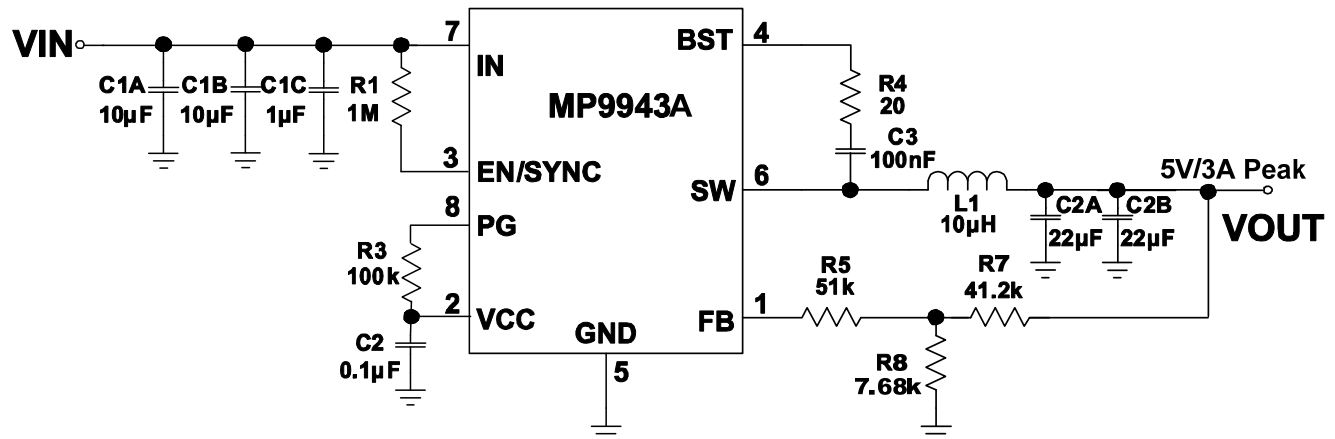 VIN
C1A
10µF
C1B
10µF
C1C
1µF
R1
1M
7
IN
3
EN/SYNC
8
PG
R3
100k
2
VCC
C2
0.1µF
MP9943A
GND
5
BST
4
R4
20
C3
100nF
SW
6
L1
10µH
5V/3A Peak
C2A
22µF
C2B
22µF
VOUT
FB
1
R5
51k
R7
41.2k
R8
7.68k